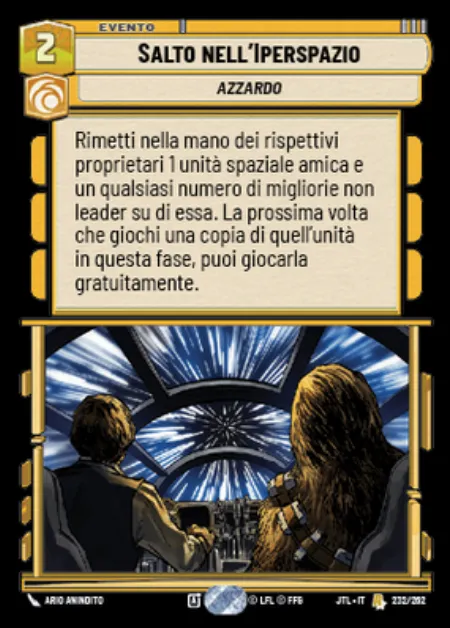 EVENTO
2
SALTO NELL'IPERSPAZIO
AZZARDO
Rimetti nella mano dei rispettivi
proprietari 1 unità spaziale amica e
un qualsiasi numero di migliorie non
leader su di essa. La prossima volta
che giochi una copia di quell'unità
in questa fase, puoi giocarla
gratuitamente.
ARIO ANINDITO
A
© LFL © FFG
JTL•IT
232/262